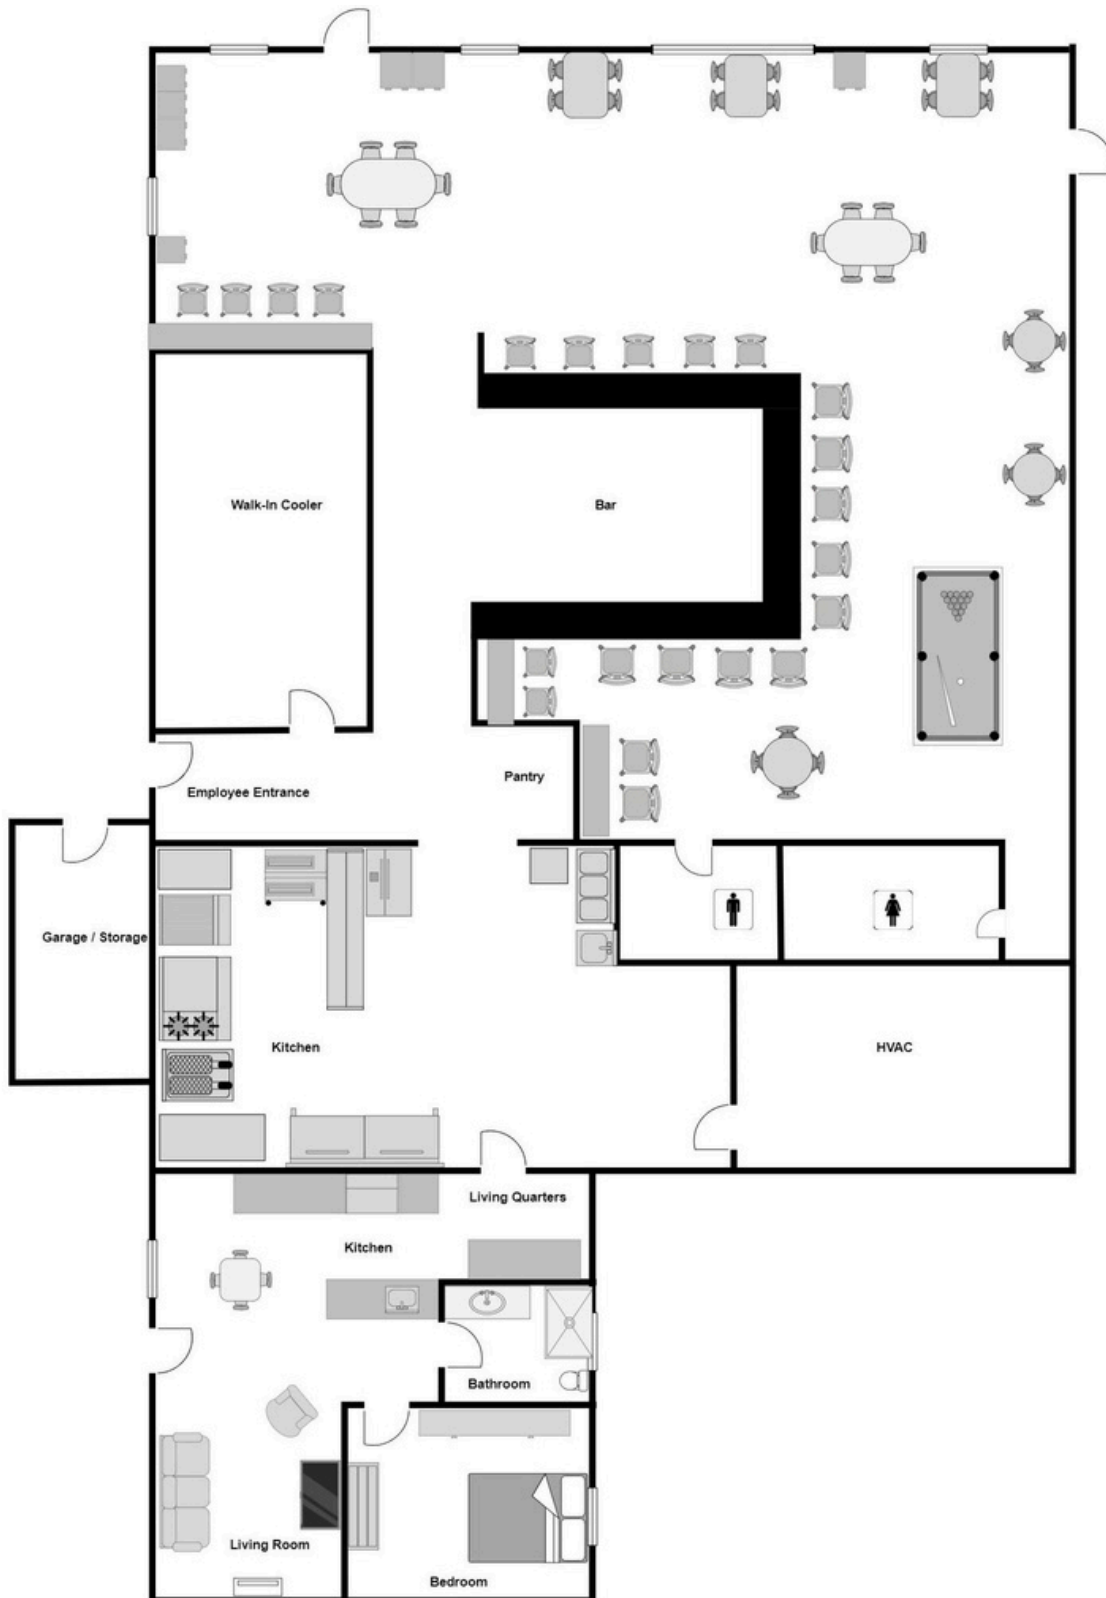 Walk-In Cooler
Bar
Pantry
Employee Entrance
Garage / Storage
Kitchen
HVAC
Living Quarters
Kitchen
Bathroom
Living Room
Bedroom